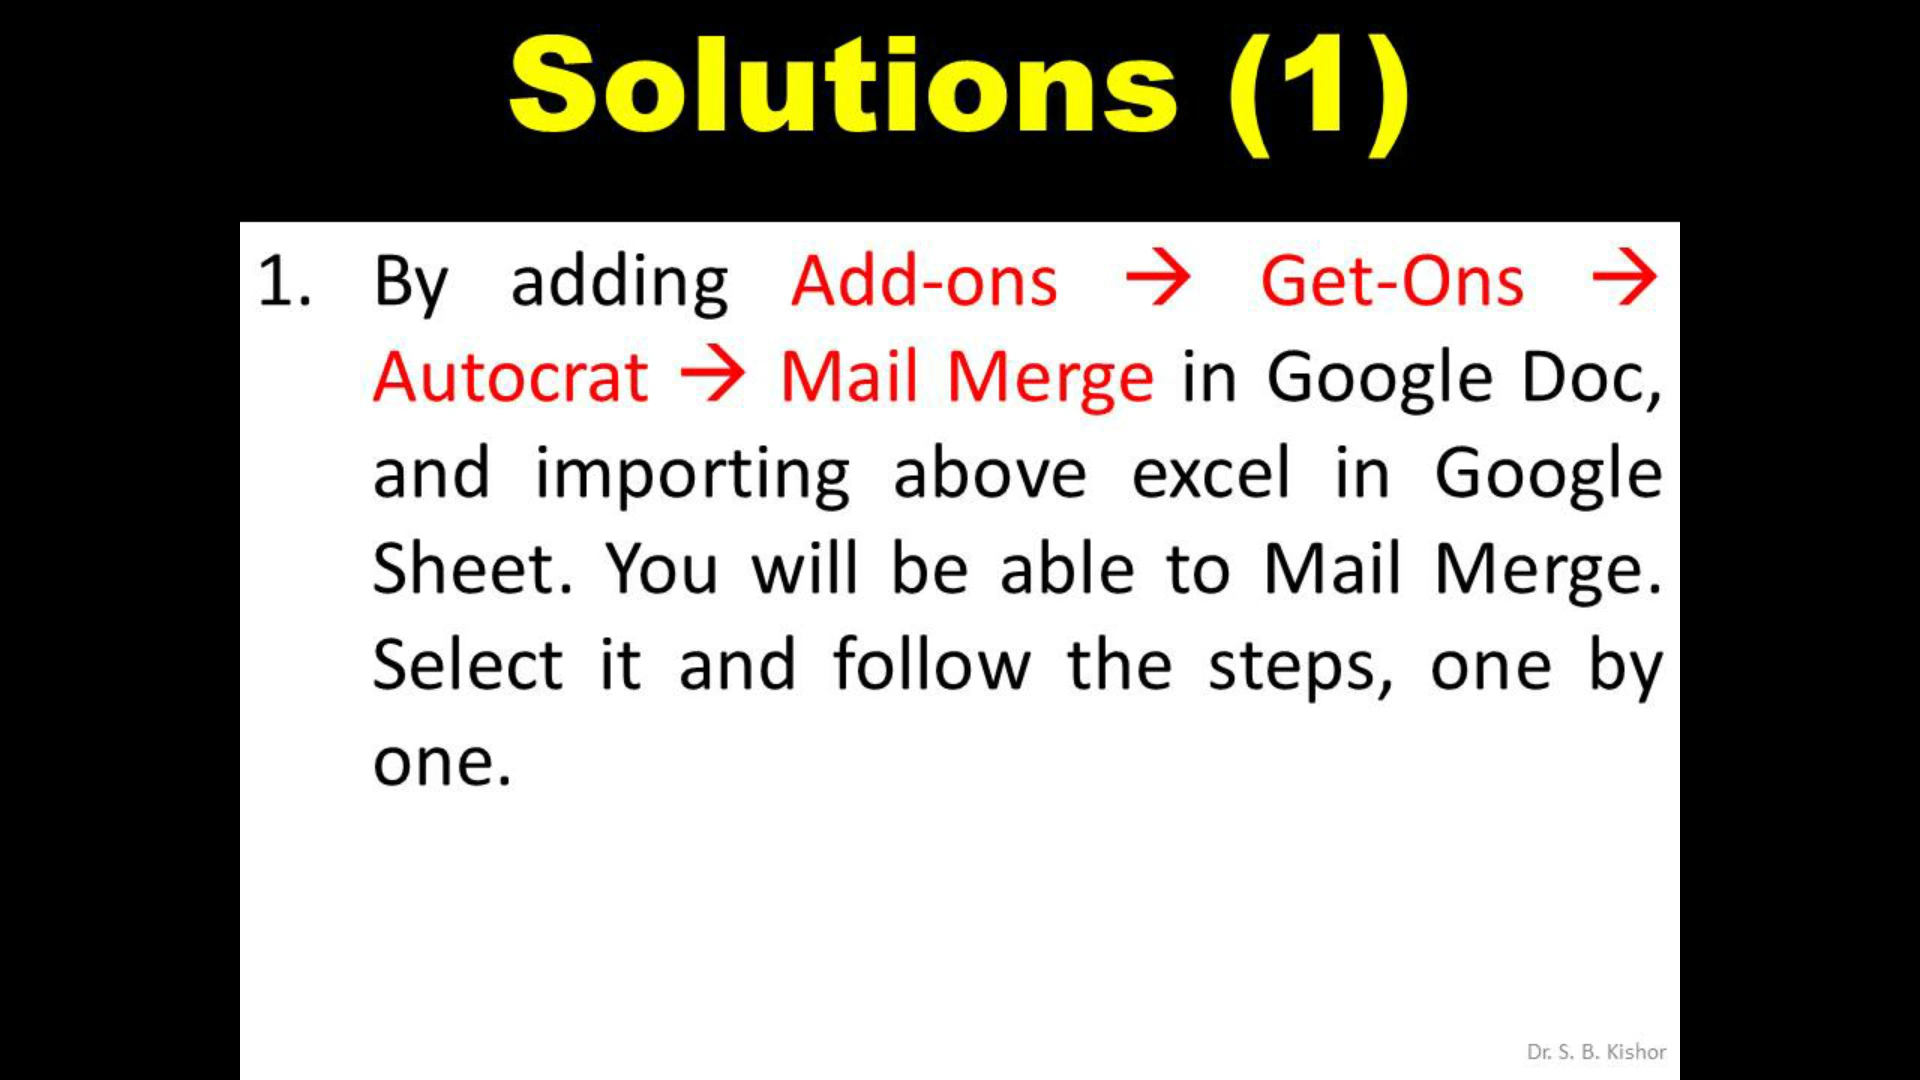 Solutions (1)
1. By adding Add-ons → Get-Ons →
Autocrat → Mail Merge in Google Doc,
and importing above excel in Google
Sheet. You will be able to Mail Merge.
Select it and follow the steps, one by
one.
Dr. S. B. Kishor